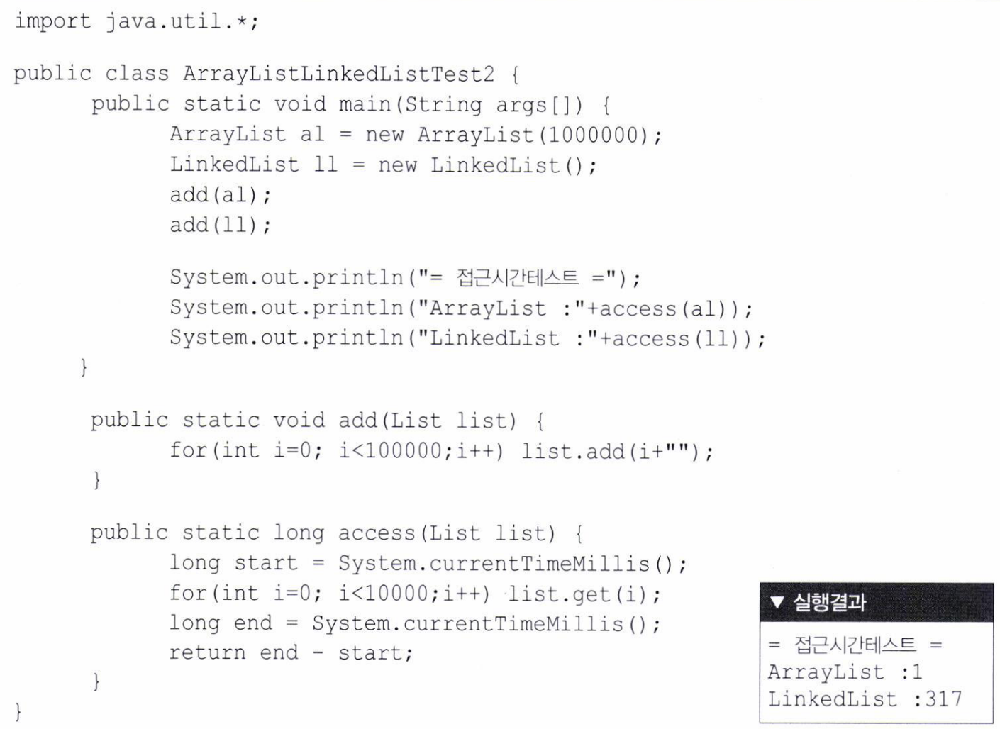 import java.util.*;
public class ArrayListLinkedListTest2 {
public static void main(String args[]) {
ArrayList al = new ArrayList(1000000);
LinkedList ll = new LinkedList();
add(al);
add(ll);
System.out.println("= 접근시간테스트 =");
System.out.println("ArrayList :"+access(al));
System.out.println("LinkedList :"+access(ll));
}
public static void add(List list) {
for(int i=0; i<100000;i++) list.add(i+"");
}
public static long access(List list) {
long start = System.currentTimeMillis();
for(int i=0; i<10000;i++) list.get(i);
long end = System.currentTimeMillis();
return end - start;
}
}
▼ 실행결과
= 접근시간테스트 =
ArrayList :1
LinkedList :317